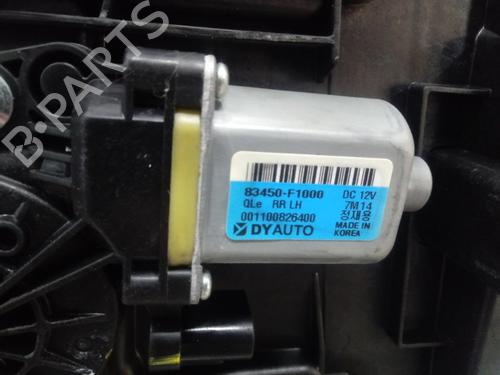 B-PARTS
83450-F1000 DC 12V
QLe RR LH 7M14
001100826400 정재용
DYAUTO MADE IN
KOREA